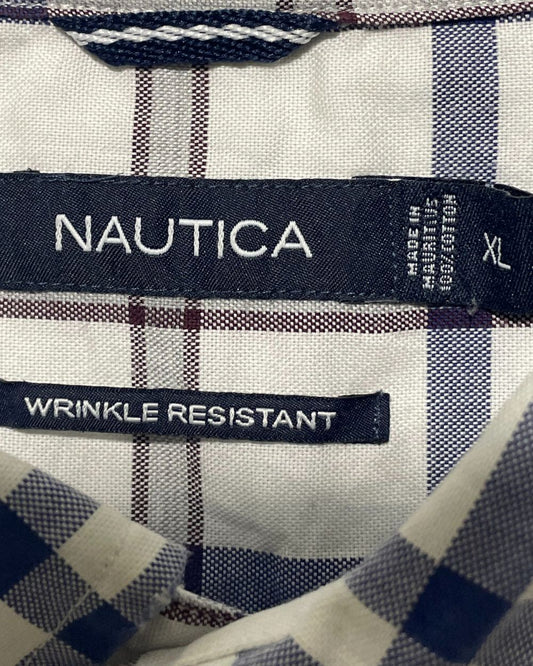 NAUTICA
MADE IN
MAURITIUS
100% COTTON
XL
WRINKLE RESISTANT